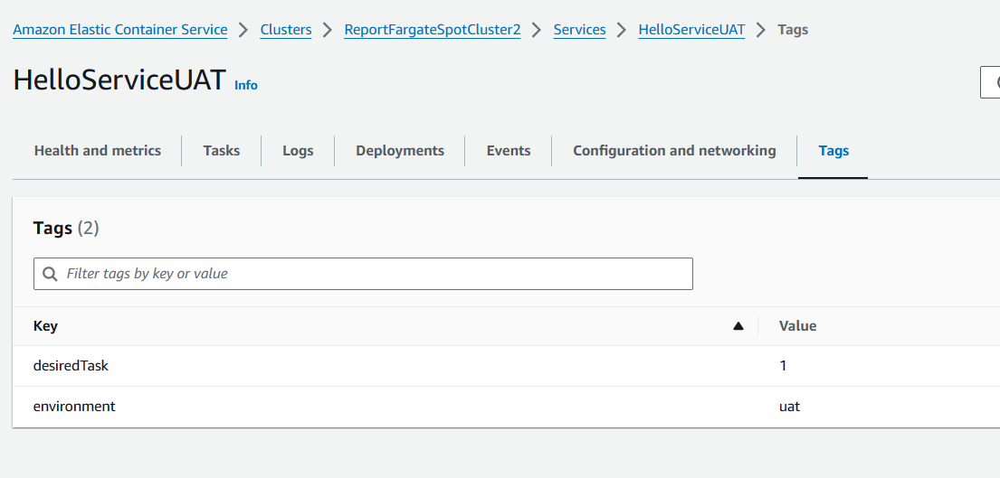 Amazon Elastic Container Service > Clusters > ReportFargateSpotCluster2 > Services > HelloServiceUAT > Tags
HelloServiceUAT Info
Health and metrics Tasks Logs Deployments Events Configuration and networking Tags
Tags (2)
Filter tags by key or value
Key Value
desiredTask 1
environment uat